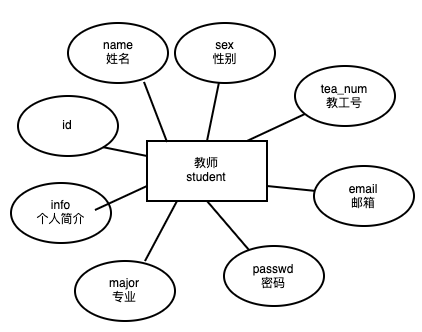 name
姓名
sex
性别
tea_num
教工号
id
教师
student
email
邮箱
info
个人简介
passwd
密码
major
专业